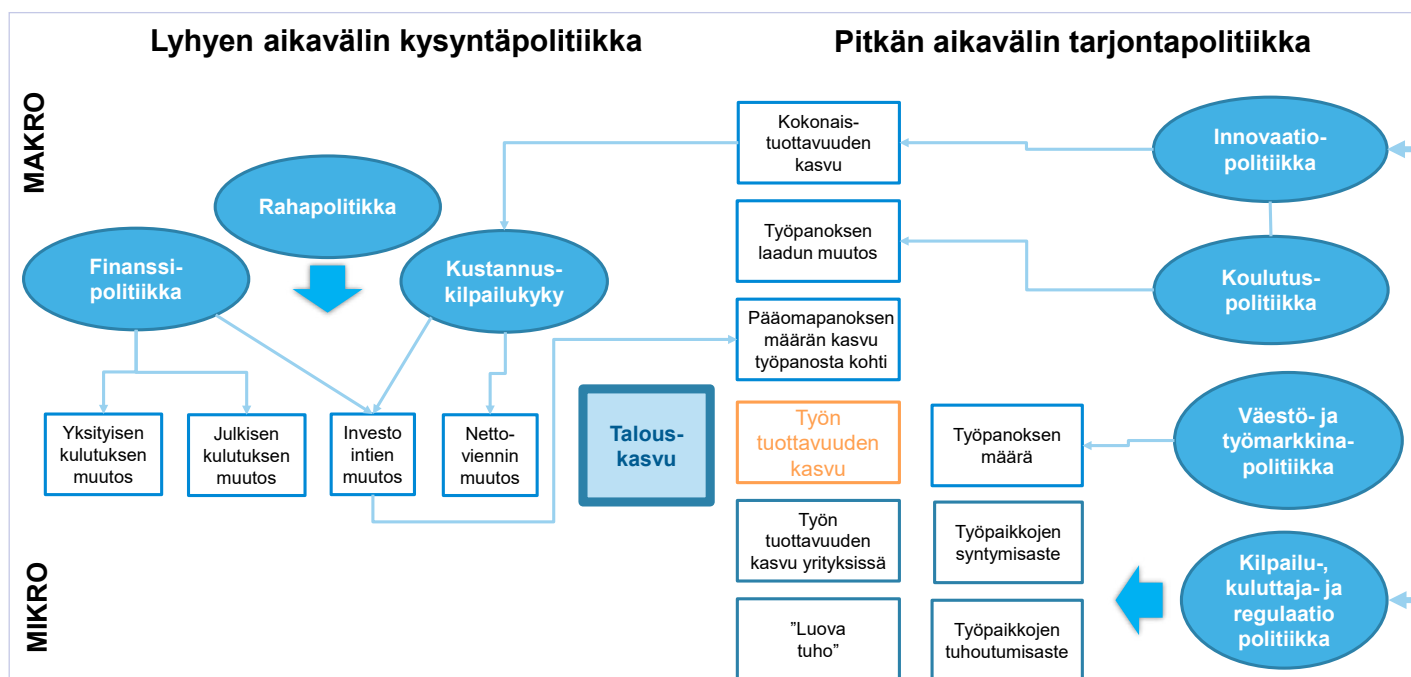 Lyhyen aikavälin kysyntäpolitiikka
Pitkän aikavälin tarjontapolitiikka
MAKRO
MIKRO
Rahapolitikka
Finanssi-
politiikka
Kustannus-
kilpailukyky
Yksityisen
kulutuksen
muutos
Julkisen
kulutuksen
muutos
Investo
intien
muutos
Netto-
viennin
muutos
Talous-
kasvu
Kokonais-
tuottavuuden
kasvu
Työpanoksen
laadun muutos
Pääomapanoksen
määrän kasvu
työpanosta kohti
Työn
tuottavuuden
kasvu
Työn
tuottavuuden
kasvu yrityksissä
”Luova
tuho”
Työpanoksen
määrä
Työpaikkojen
syntymisaste
Työpaikkojen
tuhoutumisaste
Innovaatio-
politiikka
Koulutus-
politiikka
Väestö- ja
työmarkkina-
politiikka
Kilpailu-,
kuluttaja- ja
regulaatio
politiikka